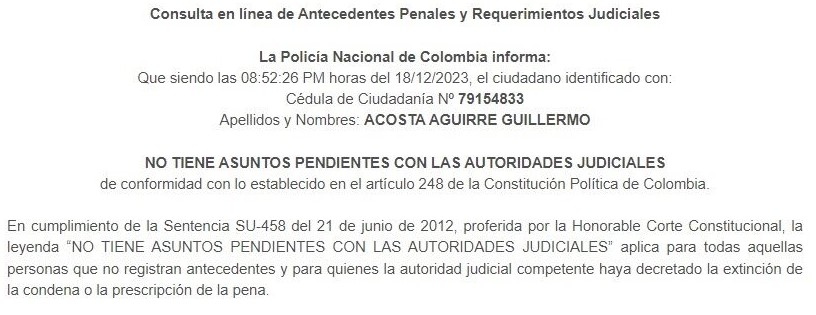 Consulta en línea de Antecedentes Penales y Requerimientos Judiciales
La Policía Nacional de Colombia informa:
Que siendo las 08:52:26 PM horas del 18/12/2023, el ciudadano identificado con:
Cédula de Ciudadanía Nº 79154833
Apellidos y Nombres: ACOSTA AGUIRRE GUILLERMO
NO TIENE ASUNTOS PENDIENTES CON LAS AUTORIDADES JUDICIALES
de conformidad con lo establecido en el artículo 248 de la Constitución Política de Colombia.
En cumplimiento de la Sentencia SU-458 del 21 de junio de 2012, proferida por la Honorable Corte Constitucional, la
leyenda “NO TIENE ASUNTOS PENDIENTES CON LAS AUTORIDADES JUDICIALES” aplica para todas aquellas
personas que no registran antecedentes y para quienes la autoridad judicial competente haya decretado la extinción de
la condena o la prescripción de la pena.